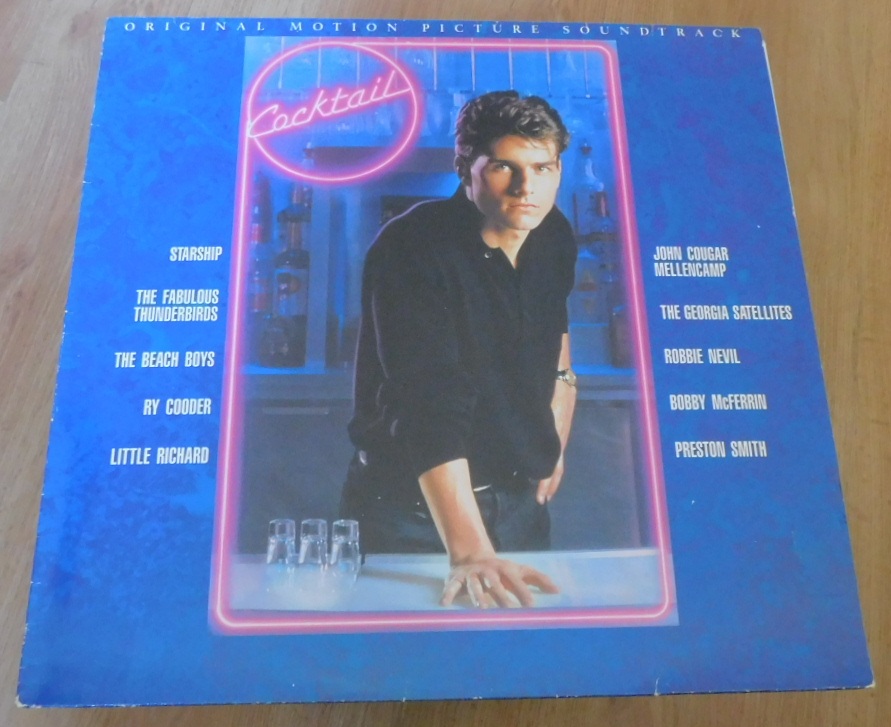 ORIGINAL MOTION PICTURE SOUNDTRACK
Cocktail
STARSHIP
THE FABULOUS
THUNDERBIRDS
THE BEACH BOYS
RY COODER
LITTLE RICHARD
JOHN COUGAR
MELLENCAMP
THE GEORGIA SATELLITES
ROBBIE NEVIL
BOBBY McFERRIN
PRESTON SMITH